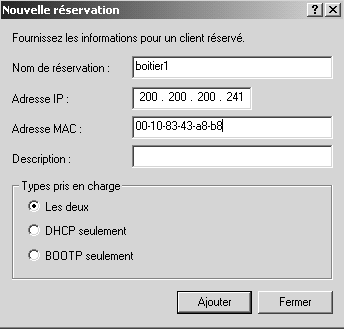 Nouvelle réservation
Fournissez les informations pour un client réservé.
Nom de réservation : boitier1
Adresse IP : 200 . 200 . 200 . 241
Adresse MAC : 00-10-83-43-a8-b8
Description :
Types pris en charge
Les deux
DHCP seulement
BOOTP seulement
Ajouter Fermer